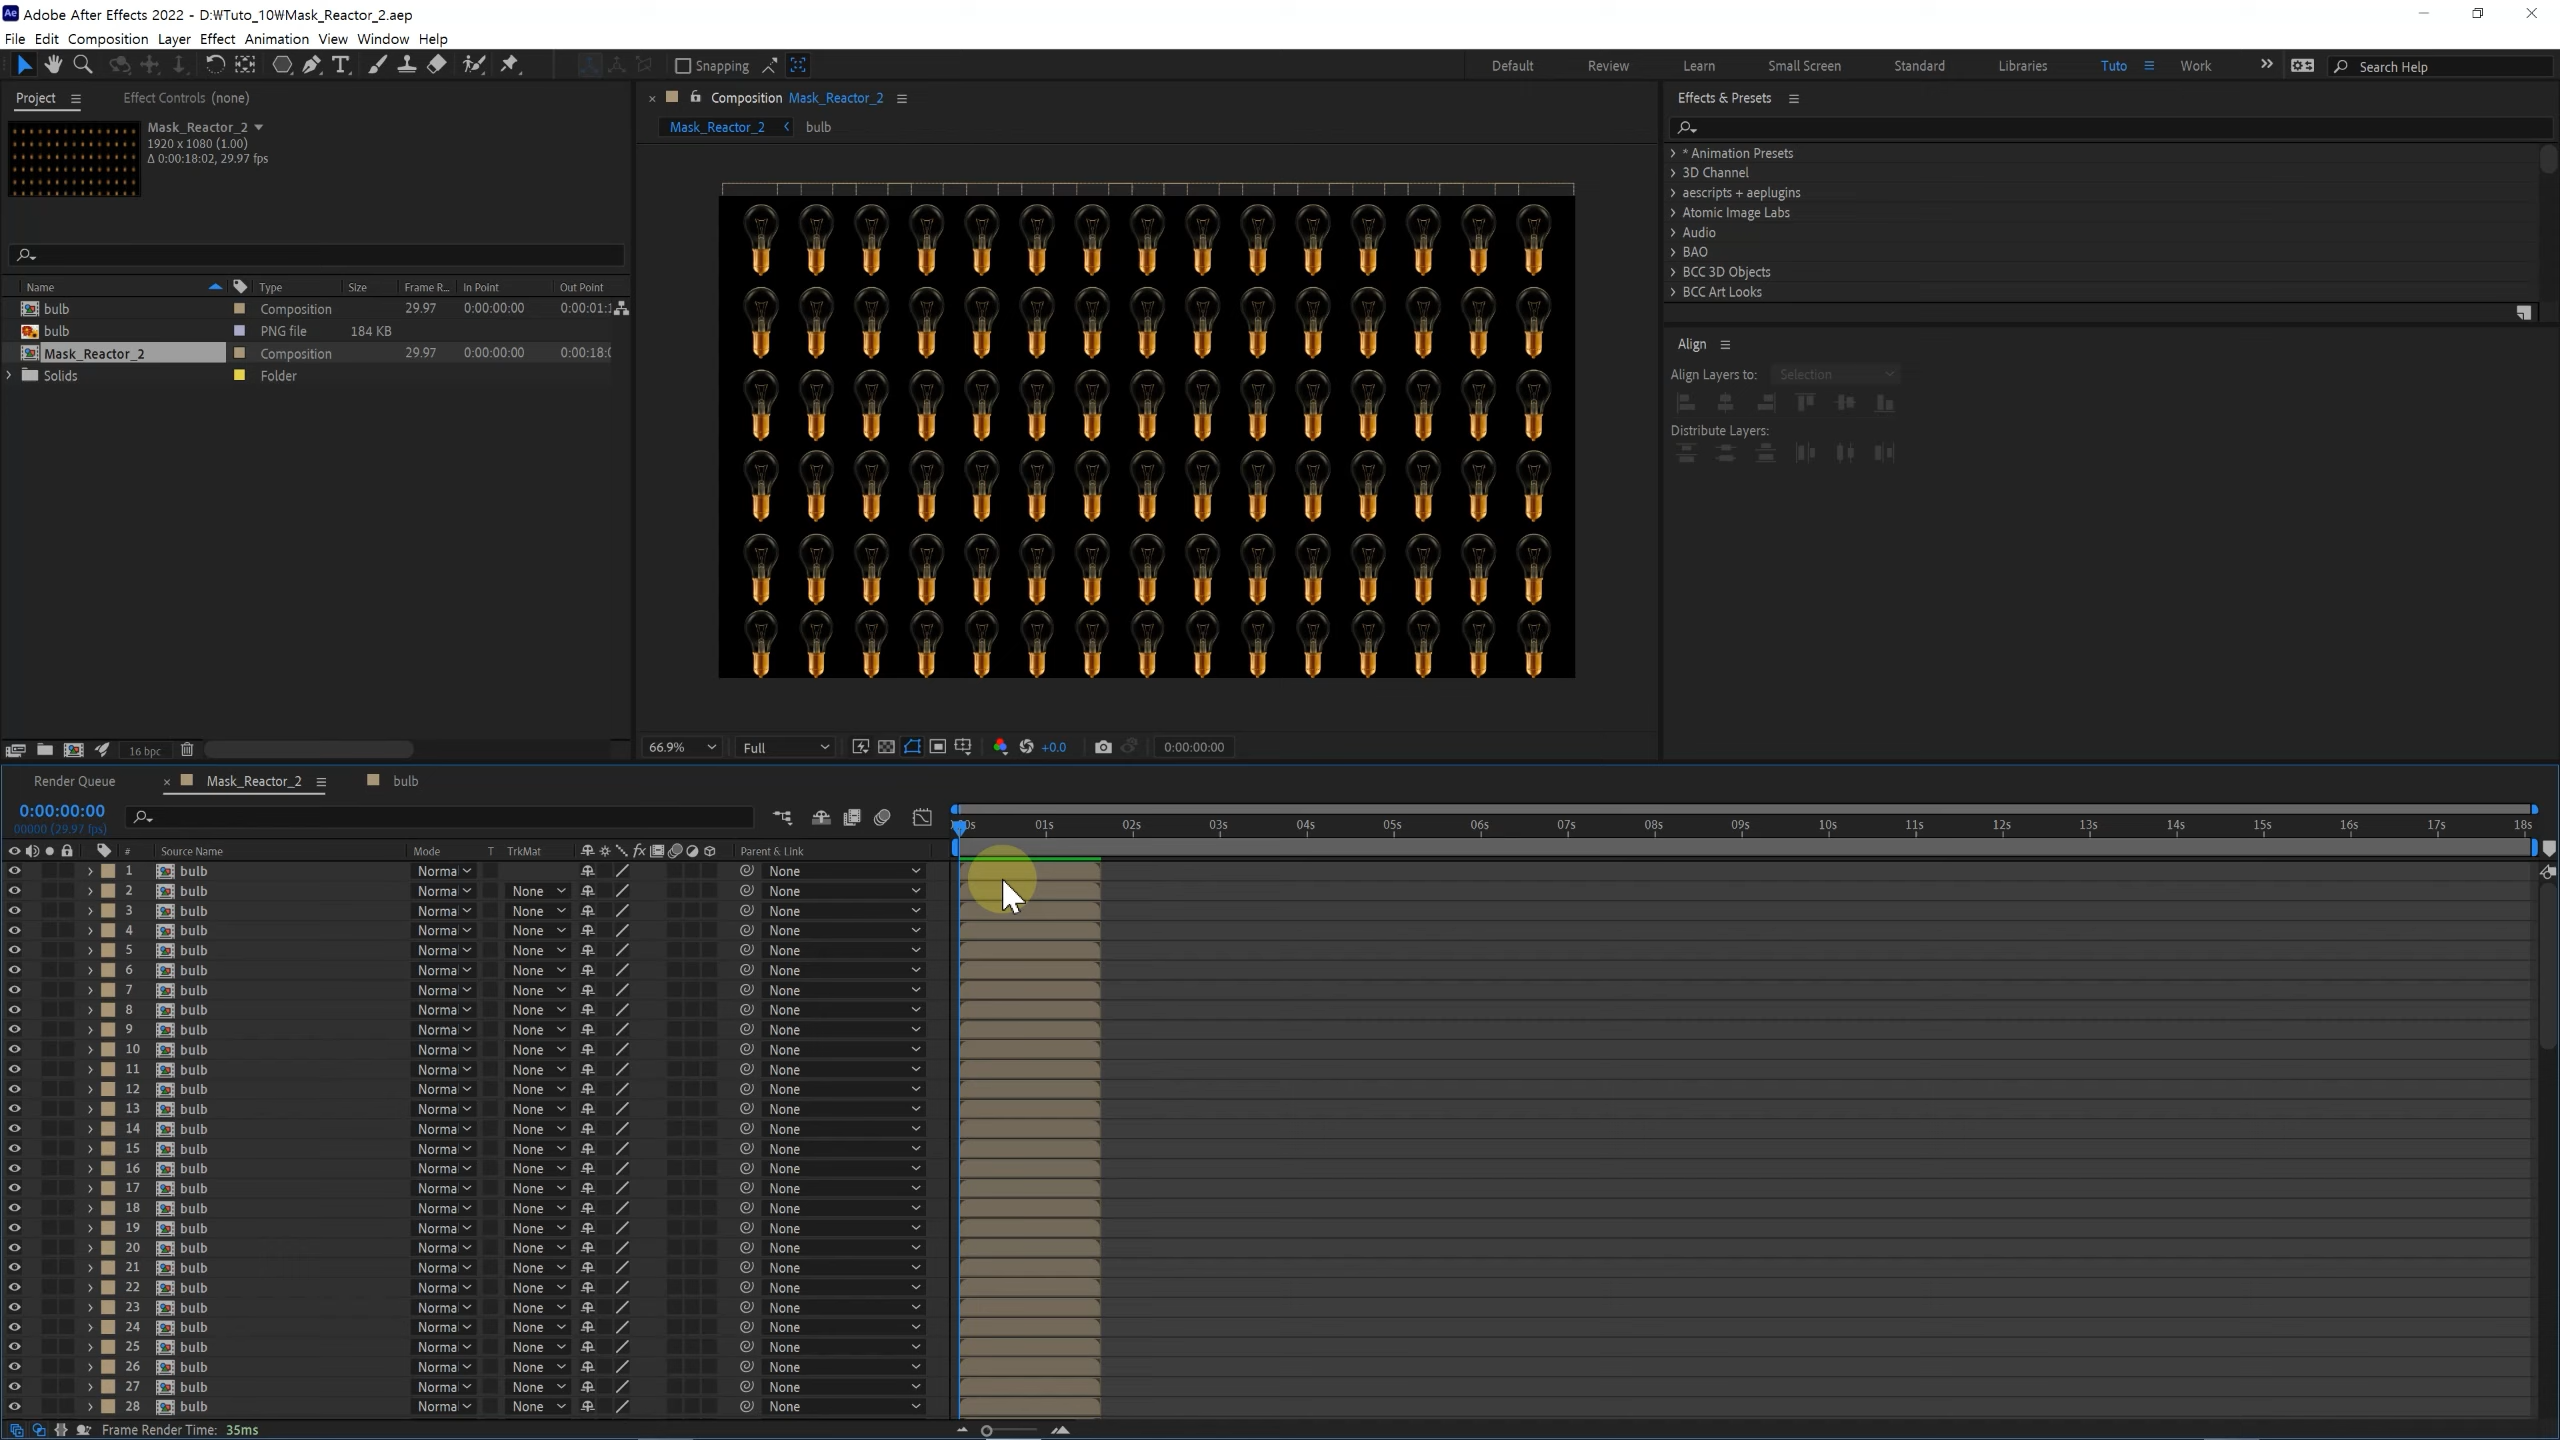 Adobe After Effects 2022 - D:₩Tuto_10₩Mask_Reactor_2.aep
File Edit Composition Layer Effect Animation View Window Help
Snapping Default Review Learn Small Screen Standard Libraries Tuto Work Search Help
Project Effect Controls (none)
Mask_Reactor_2
1920 x 1080 (1.00)
Δ 0:00:18:02, 29.97 fps
Name Type Size Frame R... In Point Out Point
bulb Composition 29.97 0:00:00:00 0:00:01:1
bulb PNG file 184 KB
Mask_Reactor_2 Composition 29.97 0:00:00:00 0:00:18:0
Solids Folder
16 bpc
Composition Mask_Reactor_2
Mask_Reactor_2 bulb
66.9% Full +0.0 0:00:00:00
Effects & Presets
* Animation Presets
3D Channel
aescripts + aeplugins
Atomic Image Labs
Audio
BAO
BCC 3D Objects
BCC Art Looks
Align
Align Layers to: Selection
Distribute Layers:
Render Queue Mask_Reactor_2 bulb
0:00:00:00
00000 (29.97 fps)
0s 01s 02s 03s 04s 05s 06s 07s 08s 09s 10s 11s 12s 13s 14s 15s 16s 17s 18s
# Source Name Mode T TrkMat Parent & Link
1 bulb Norma None
2 bulb Norma None None
3 bulb Norma None None
4 bulb Norma None None
5 bulb Norma None None
6 bulb Norma None None
7 bulb Norma None None
8 bulb Norma None None
9 bulb Norma None None
10 bulb Norma None None
11 bulb Norma None None
12 bulb Norma None None
13 bulb Norma None None
14 bulb Norma None None
15 bulb Norma None None
16 bulb Norma None None
17 bulb Norma None None
18 bulb Norma None None
19 bulb Norma None None
20 bulb Norma None None
21 bulb Norma None None
22 bulb Norma None None
23 bulb Norma None None
24 bulb Norma None None
25 bulb Norma None None
26 bulb Norma None None
27 bulb Norma None None
28 bulb Norma None None
Frame Render Time: 35ms